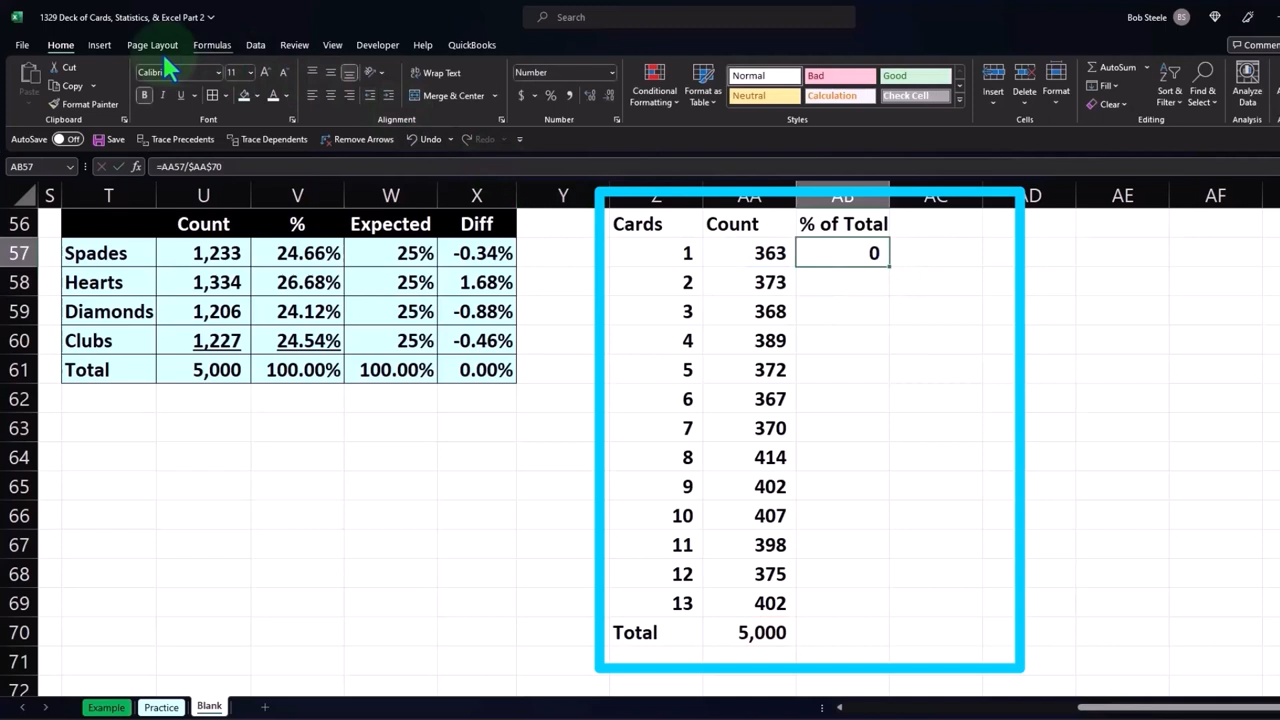 1329 Deck of Cards, Statistics, & Excel Part 2
Search
Bob Steele BS
File Home Insert Page Layout Formulas Data Review View Developer Help QuickBooks
Commen
Paste Cut Copy Format Painter Clipboard
Calibri 11 B I U Font
Wrap Text Merge & Center Alignment
Number $ % Number
Conditional Formatting Format as Table Normal Bad Good Neutral Calculation Check Cell Styles
Insert Delete Format Cells
AutoSum Fill Clear Sort & Filter Find & Select Editing
Analyze Data Analysis
AutoSave Off Save Trace Precedents Trace Dependents Remove Arrows Undo Redo
AB57 fx =AA57/$AA$70
S T U V W X Y Z AA AB AC AD AE AF
56 Count % Expected Diff Cards Count % of Total
57 Spades 1,233 24.66% 25% -0.34% 1 363 0
58 Hearts 1,334 26.68% 25% 1.68% 2 373
59 Diamonds 1,206 24.12% 25% -0.88% 3 368
60 Clubs 1,227 24.54% 25% -0.46% 4 389
61 Total 5,000 100.00% 100.00% 0.00% 5 372
62 6 367
63 7 370
64 8 414
65 9 402
66 10 407
67 11 398
68 12 375
69 13 402
70 Total 5,000
71
72
Example Practice Blank